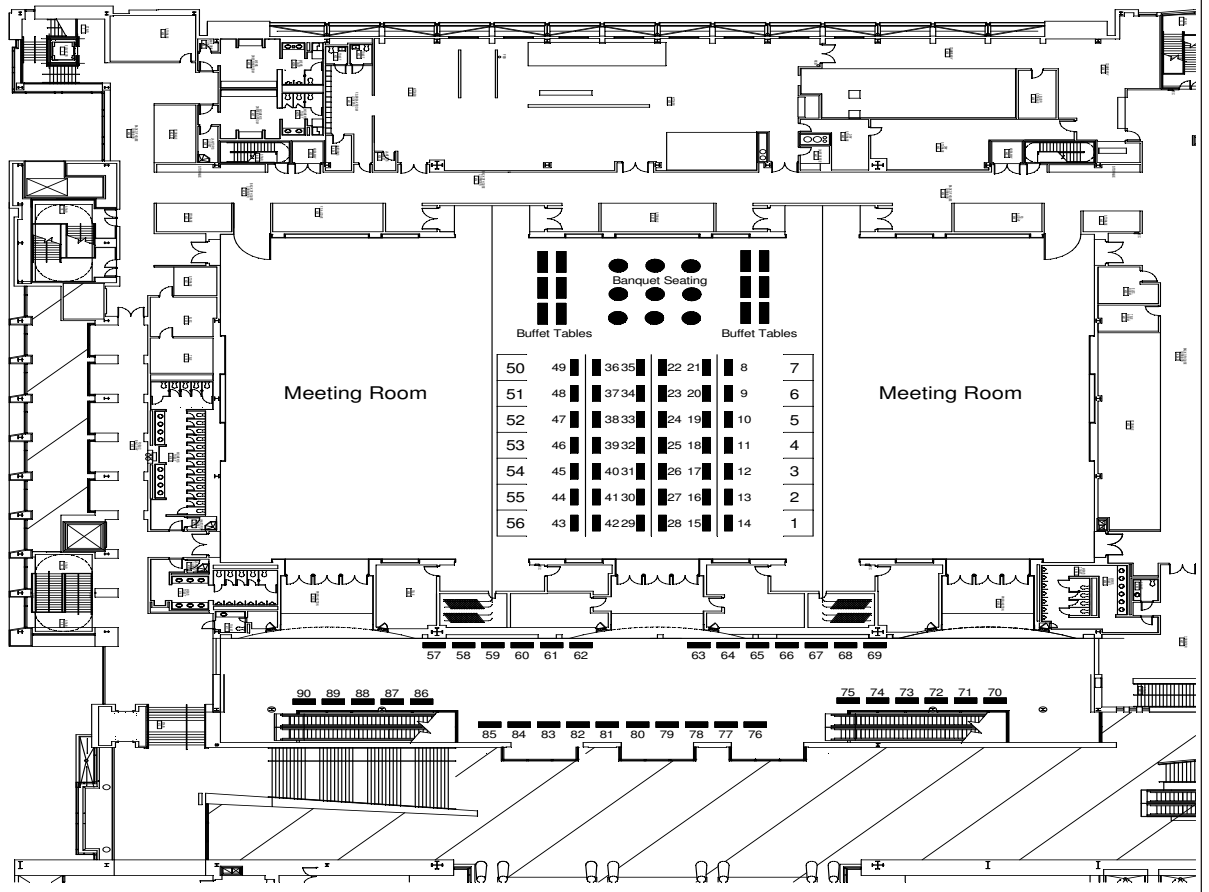 Banquet Seating
Buffet Tables Buffet Tables
50 49 36 35 22 21 8 7
51 48 37 34 23 20 9 6
Meeting Room Meeting Room
52 47 38 33 24 19 10 5
53 46 39 32 25 18 11 4
54 45 40 31 26 17 12 3
55 44 41 30 27 16 13 2
56 43 42 29 28 15 14 1
57 58 59 60 61 62 63 64 65 66 67 68 69
90 89 88 87 86 75 74 73 72 71 70
85 84 83 82 81 80 79 78 77 76